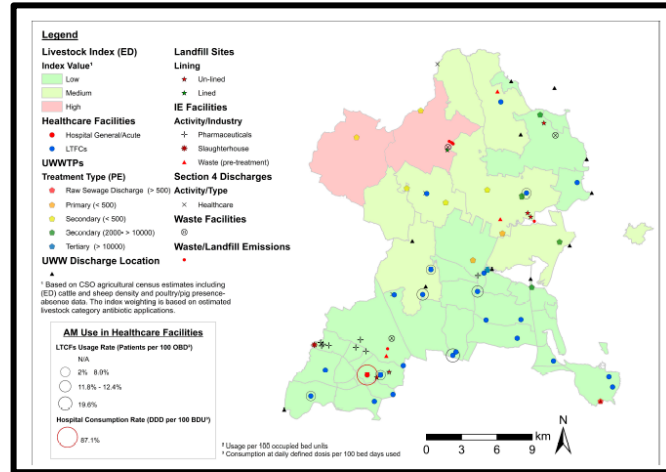 Legend
Livestock Index (ED)
Index Value¹
Low
Medium
High
Healthcare Facilities
Hospital General/Acute
LTCFs
UWWTPs
Treatment Type (PE)
Raw Sewage Discharge (> 500)
Primary (< 500)
Secondary (< 500)
Secondary (2000> > 10000)
Tertiary (> 10000)
UWW Discharge Location
Landfill Sites
Lining
Un-lined
Lined
IE Facilities
Activity/Industry
Pharmaceuticals
Slaughterhouse
Waste (pre-treatment)
Section 4 Discharges
Activity/Type
Healthcare
Waste Facilities
Waste/Landfill Emissions
¹ Based on CSO agricultural census estimates including
(ED) cattle and sheep density and poultry/pig presence-
absence data. The index weighting is based on estimated
livestock category antibiotic applications.
AM Use in Healthcare Facilities
LTCFs Usage Rate (Patients per 100 OBD²)
N/A
2% 8.0%
11.8% - 12.4%
19.6%
Hospital Consumption Rate (DDD per 100 BDU³)
87.1%
² Usage per 100 occupied bed units
³ Consumption at daily defined dosis per 100 bed days used
0 3 6 9
km
N